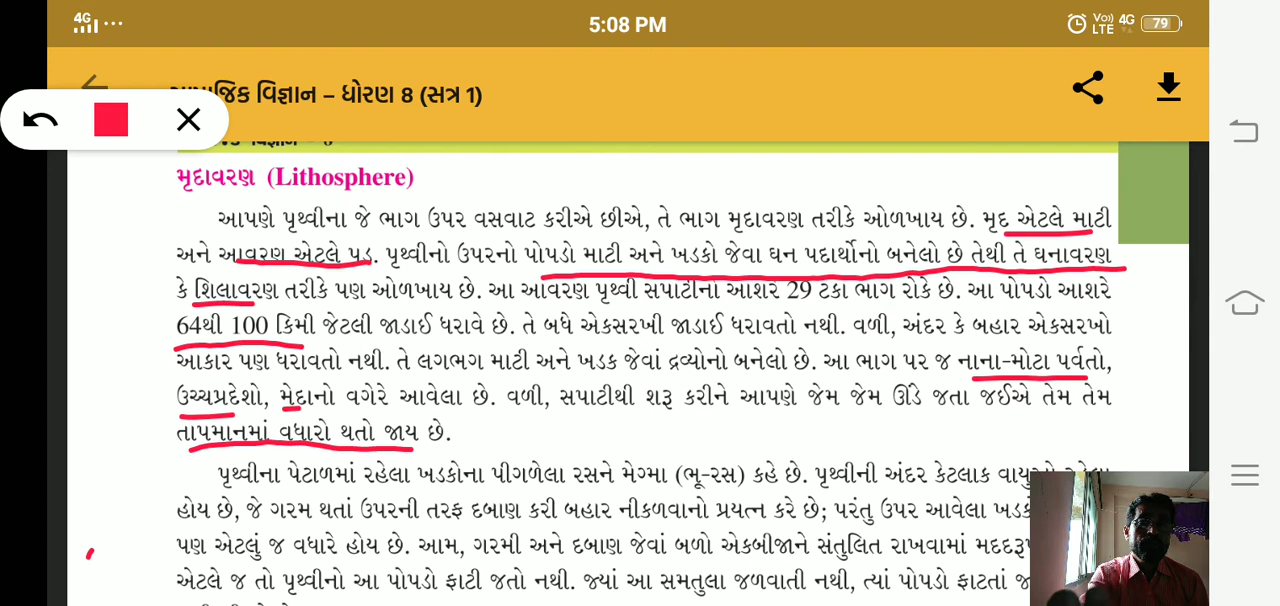 4G
5:08 PM
Vo) LTE 4G 79
વિજ્ઞાન – ધોરણ 8 (સત્ર 1)
મૃદાવરણ (Lithosphere)
આપણે પૃથ્વીના જે ભાગ ઉપર વસવાટ કરીએ છીએ, તે ભાગ મૃદાવરણ તરીકે ઓળખાય છે. મૃદ એટલે માટી
અને આવરણ એટલે પડ. પૃથ્વીનો ઉપરનો પોપડો માટી અને ખડકો જેવા ઘન પદાર્થોનો બનેલો છે તેથી તે ઘનાવરણ
કે શિલાવરણ તરીકે પણ ઓળખાય છે. આ આવરણ પૃથ્વી સપાટીના આશરે 29 ટકા ભાગ રોકે છે. આ પોપડો આશરે
64થી 100 કિમી જેટલી જાડાઈ ધરાવે છે. તે બધે એકસરખી જાડાઈ ધરાવતો નથી. વળી, અંદર કે બહાર એકસરખો
આકાર પણ ધરાવતો નથી. તે લગભગ માટી અને ખડક જેવાં દ્રવ્યોનો બનેલો છે. આ ભાગ પર જ નાના-મોટા પર્વતો,
ઉચ્ચપ્રદેશો, મેદાનો વગેરે આવેલા છે. વળી, સપાટીથી શરૂ કરીને આપણે જેમ જેમ ઊંડે જતા જઈએ તેમ તેમ
તાપમાનમાં વધારો થતો જાય છે.
પૃથ્વીના પેટાળમાં રહેલા ખડકોના પીગળેલા રસને મેગ્મા (ભૂ-રસ) કહે છે. પૃથ્વીની અંદર કેટલાક
હોય છે, જે ગરમ થતાં ઉપરની તરફ દબાણ કરી બહાર નીકળવાનો પ્રયત્ન કરે છે; પરંતુ ઉપર આવેલા
પણ એટલું જ વધારે હોય છે. આમ, ગરમી અને દબાણ જેવાં બળો એકબીજાને સંતુલિત રાખવામાં
એટલે જ તો પૃથ્વીનો આ પોપડો ફાટી જતો નથી. જ્યાં આ સમતુલા જળવાતી નથી, ત્યાં પોપડો ફાટતાં